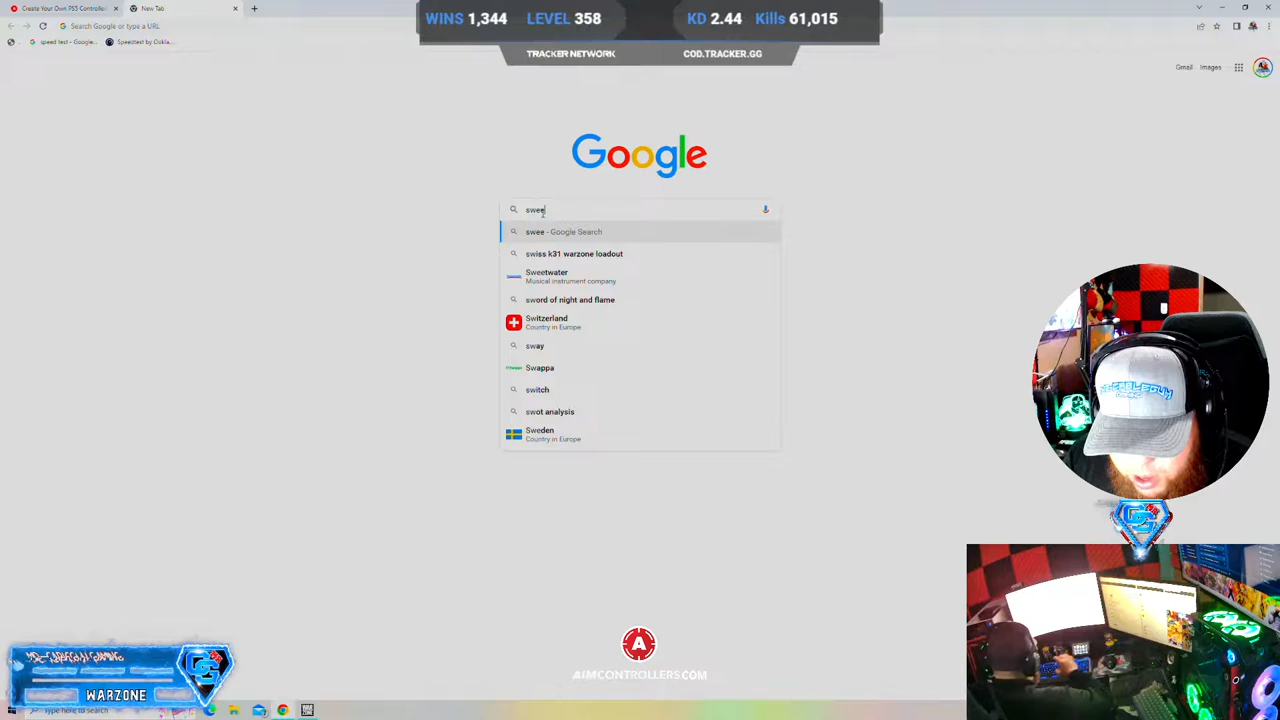 Create Your Own PS5 Controlle
New Tab
WINS 1,344 LEVEL 358 KD 2.44 Kills 61,015
Search Google or type a URL
speed test - Google...
Speedtest by Ookla...
TRACKER NETWORK COD.TRACKER.GG
Gmail Images
Google
swee
swee - Google Search
swiss k31 warzone loadout
Sweetwater
Musical instrument company
sword of night and flame
Switzerland
Country in Europe
sway
Swappa
switch
swot analysis
Sweden
Country in Europe
A
AIMCONTROLLERS.COM
WARZONE
Type here to search